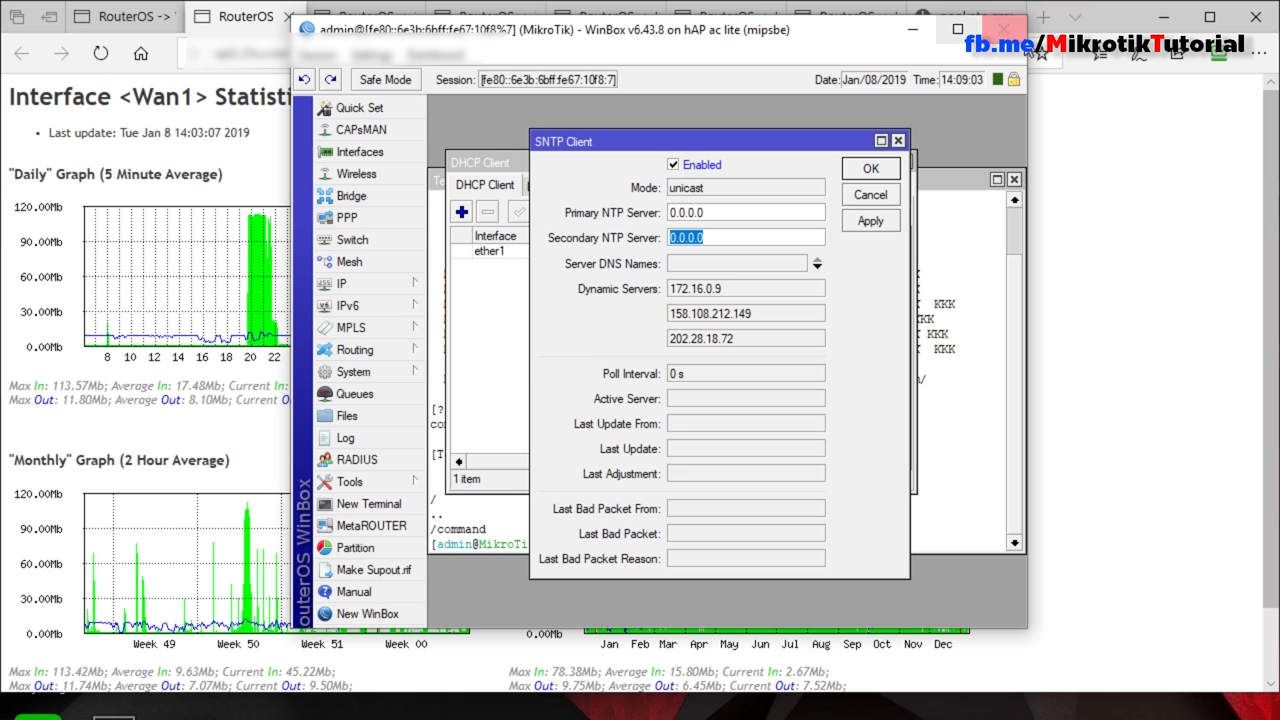 RouterOS -> `
RouterOS
admin@[fe80::6e3b:6bff:fe67:10f8%7] (MikroTik) - WinBox v6.43.8 on hAP ac lite (mipsbe)
fb.me/MikrotikTutorial
Safe Mode
Session: [fe80::6e3b:6bff:fe67:10f8:7]
Date: Jan/08/2019 Time: 14:09:03
Interface <Wan1> Statisti
• Last update: Tue Jan 8 14:03:07 2019
"Daily" Graph (5 Minute Average)
120.00Mb
90.00Mb
60.00Mb
30.00Mb
0.00Mb
8 10 12 14 16 18 20 22
Max In: 113.57Mb; Average In: 17.48Mb; Current In:
Max Out: 11.80Mb; Average Out: 8.10Mb; Current O
"Monthly" Graph (2 Hour Average)
120.00Mb
90.00Mb
60.00Mb
30.00Mb
0.00Mb
Week 49 Week 50 Week 51 Week 00
Max In: 113.42Mb; Average In: 9.63Mb; Current In: 45.22Mb;
Max Out: 11.74Mb; Average Out: 7.07Mb; Current Out: 9.50Mb;
0.00Mb
Jan Feb Mar Apr May Jun Jul Aug Sep Oct Nov Dec
Max In: 78.38Mb; Average In: 15.80Mb; Current In: 2.67Mb;
Max Out: 9.75Mb; Average Out: 6.45Mb; Current Out: 7.52Mb;
outerOS WinBox
Quick Set
CAPsMAN
Interfaces
Wireless
Bridge
PPP
Switch
Mesh
IP
IPv6
MPLS
Routing
System
Queues
Files
Log
RADIUS
Tools
New Terminal
MetaROUTER
Partition
Make Supout.rif
Manual
New WinBox
DHCP Client
DHCP Client
Interface
ether1
1 item
Te
KKK
KKK
KKK
KKK
[?
co
[T
/
..
/command
[admin@MikroTi
SNTP Client
Enabled
Mode: unicast
Primary NTP Server: 0.0.0.0
Secondary NTP Server: 0.0.0.0
Server DNS Names:
Dynamic Servers: 172.16.0.9
158.108.212.149
202.28.18.72
Poll Interval: 0 s
Active Server:
Last Update From:
Last Update:
Last Adjustment:
Last Bad Packet From:
Last Bad Packet:
Last Bad Packet Reason:
OK
Cancel
Apply